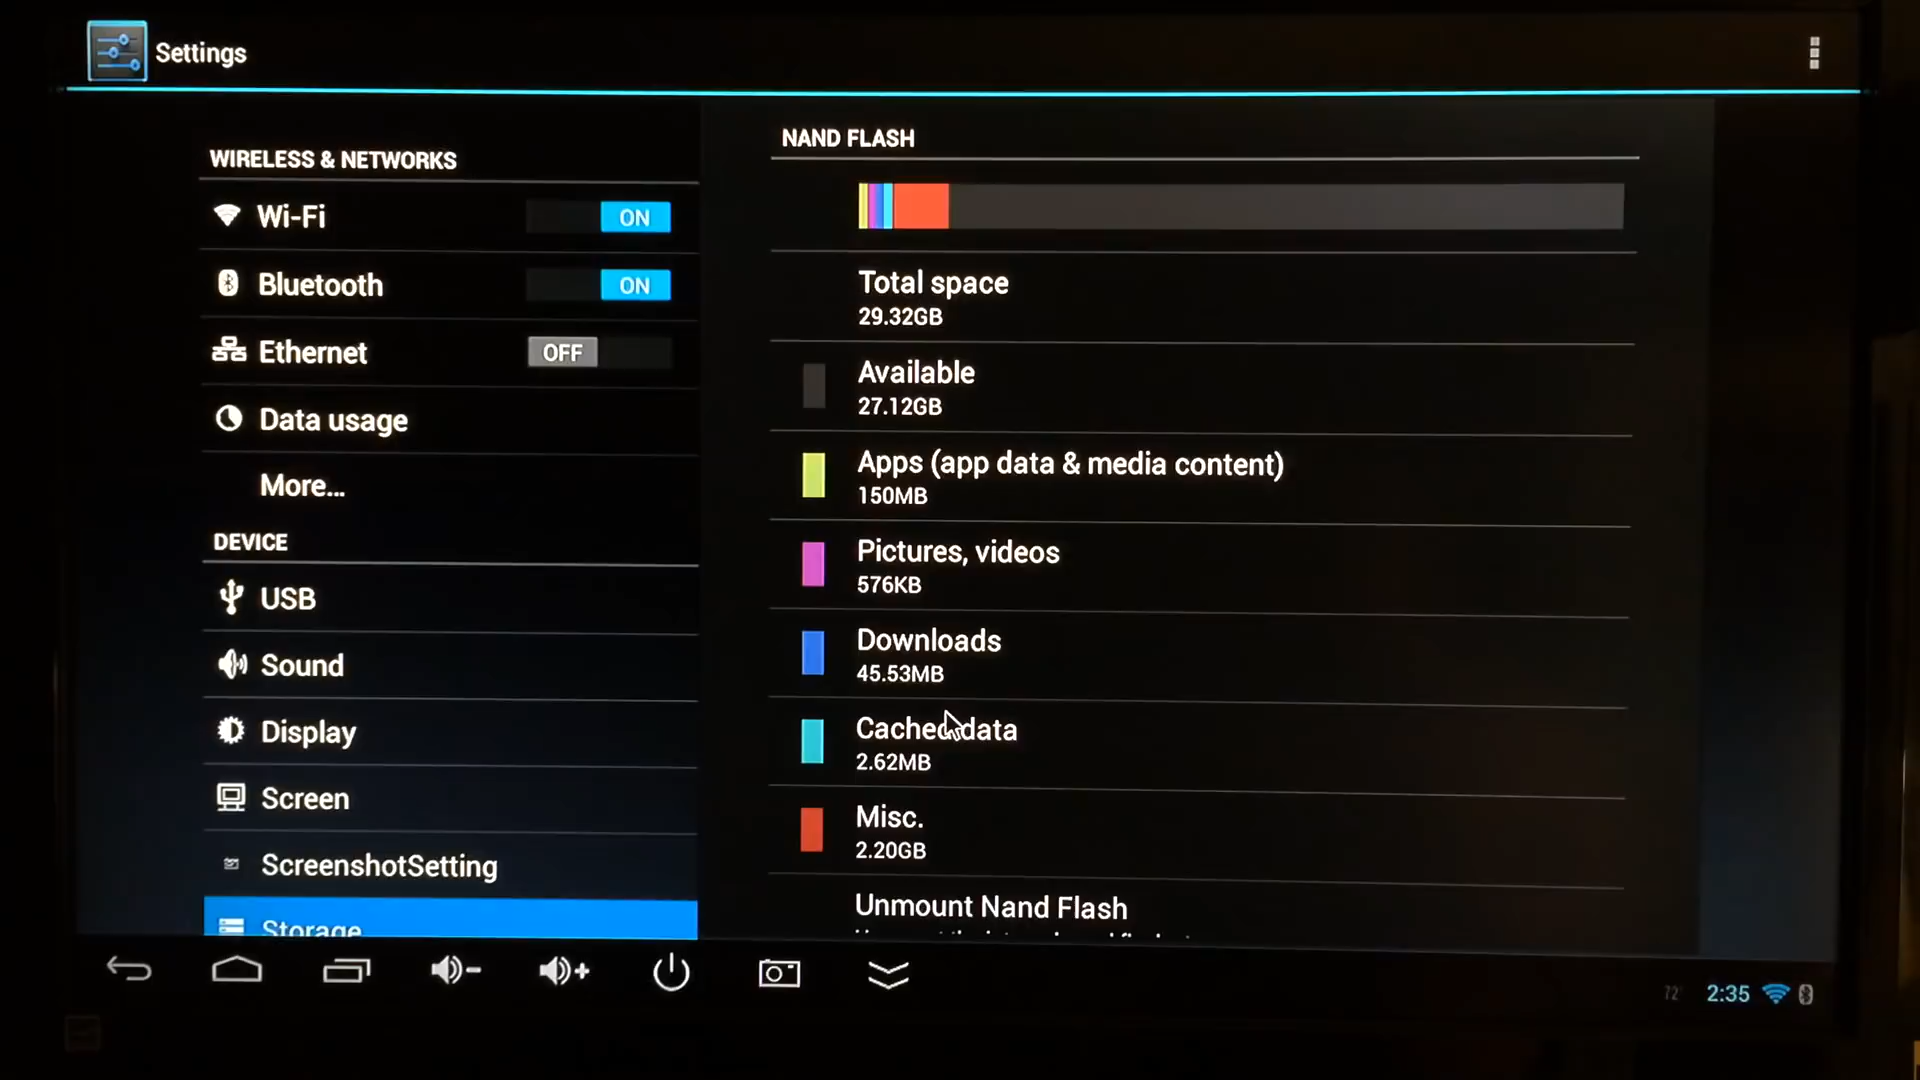 Settings
WIRELESS & NETWORKS
Wi-Fi ON
Bluetooth ON
Ethernet OFF
Data usage
More...
DEVICE
USB
Sound
Display
Screen
ScreenshotSetting
Storage
NAND FLASH
Total space
29.32GB
Available
27.12GB
Apps (app data & media content)
150MB
Pictures, videos
576KB
Downloads
45.53MB
Cached data
2.62MB
Misc.
2.20GB
Unmount Nand Flash
72°
2:35